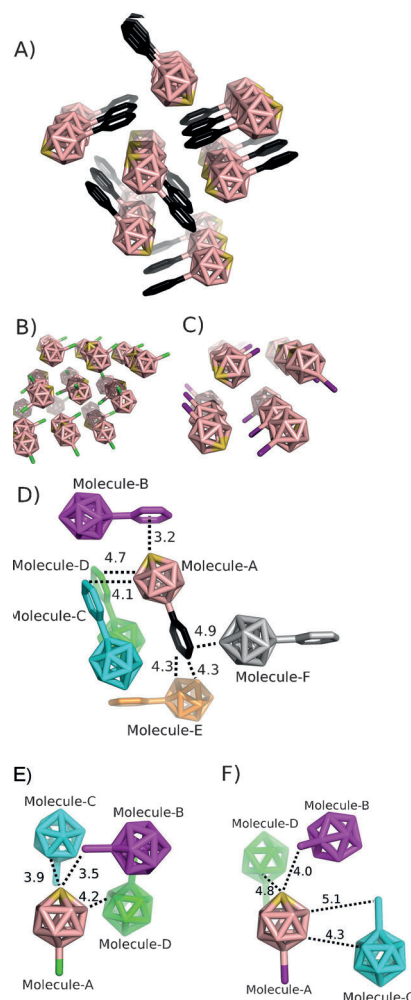 A)
B)
C)
D)
Molecule-B
3.2
Molecule-D
4.7
Molecule-A
4.1
Molecule-C
4.9
4.3
4.3
Molecule-F
Molecule-E
E)
F)
Molecule-C
Molecule-B
Molecule-B
Molecule-D
3.5
4.0
3.9
4.8
5.1
4.2
4.3
Molecule-D
Molecule-A
Molecule-A
Molecule-C